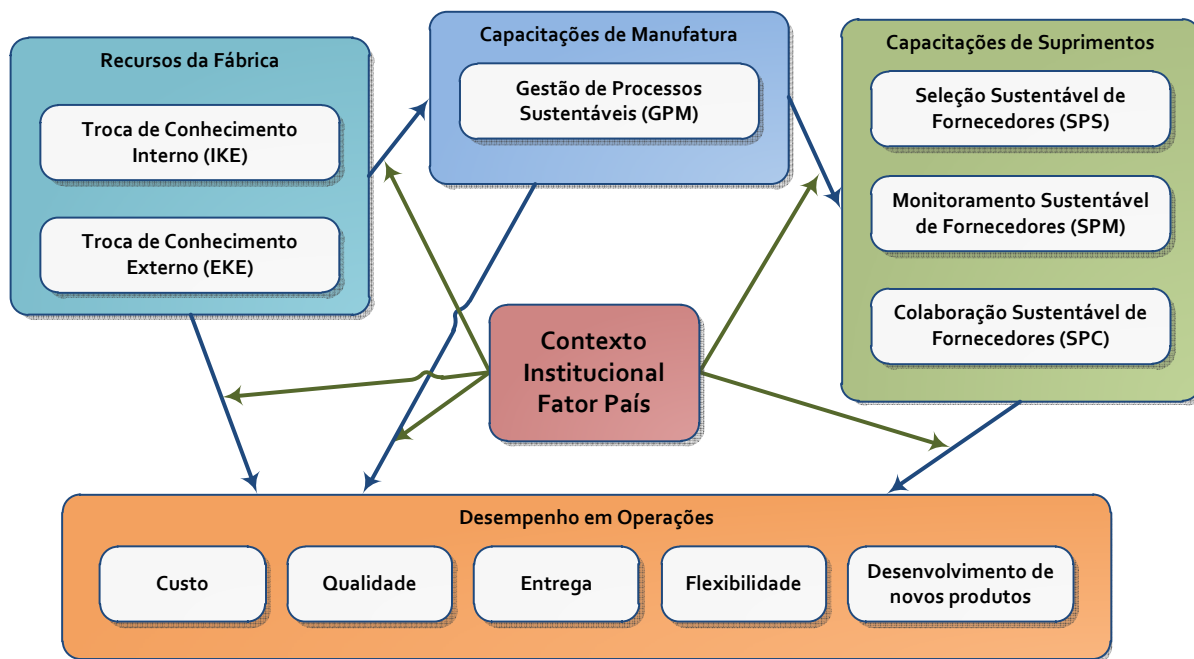 Recursos da Fábrica
Troca de Conhecimento
Interno (IKE)
Troca de Conhecimento
Externo (EKE)
Capacitações de Manufatura
Gestão de Processos
Sustentáveis (GPM)
Capacitações de Suprimentos
Seleção Sustentável de
Fornecedores (SPS)
Monitoramento Sustentável
de Fornecedores (SPM)
Colaboração Sustentável de
Fornecedores (SPC)
Contexto
Institucional
Fator País
Desempenho em Operações
Custo
Qualidade
Entrega
Flexibilidade
Desenvolvimento de
novos produtos